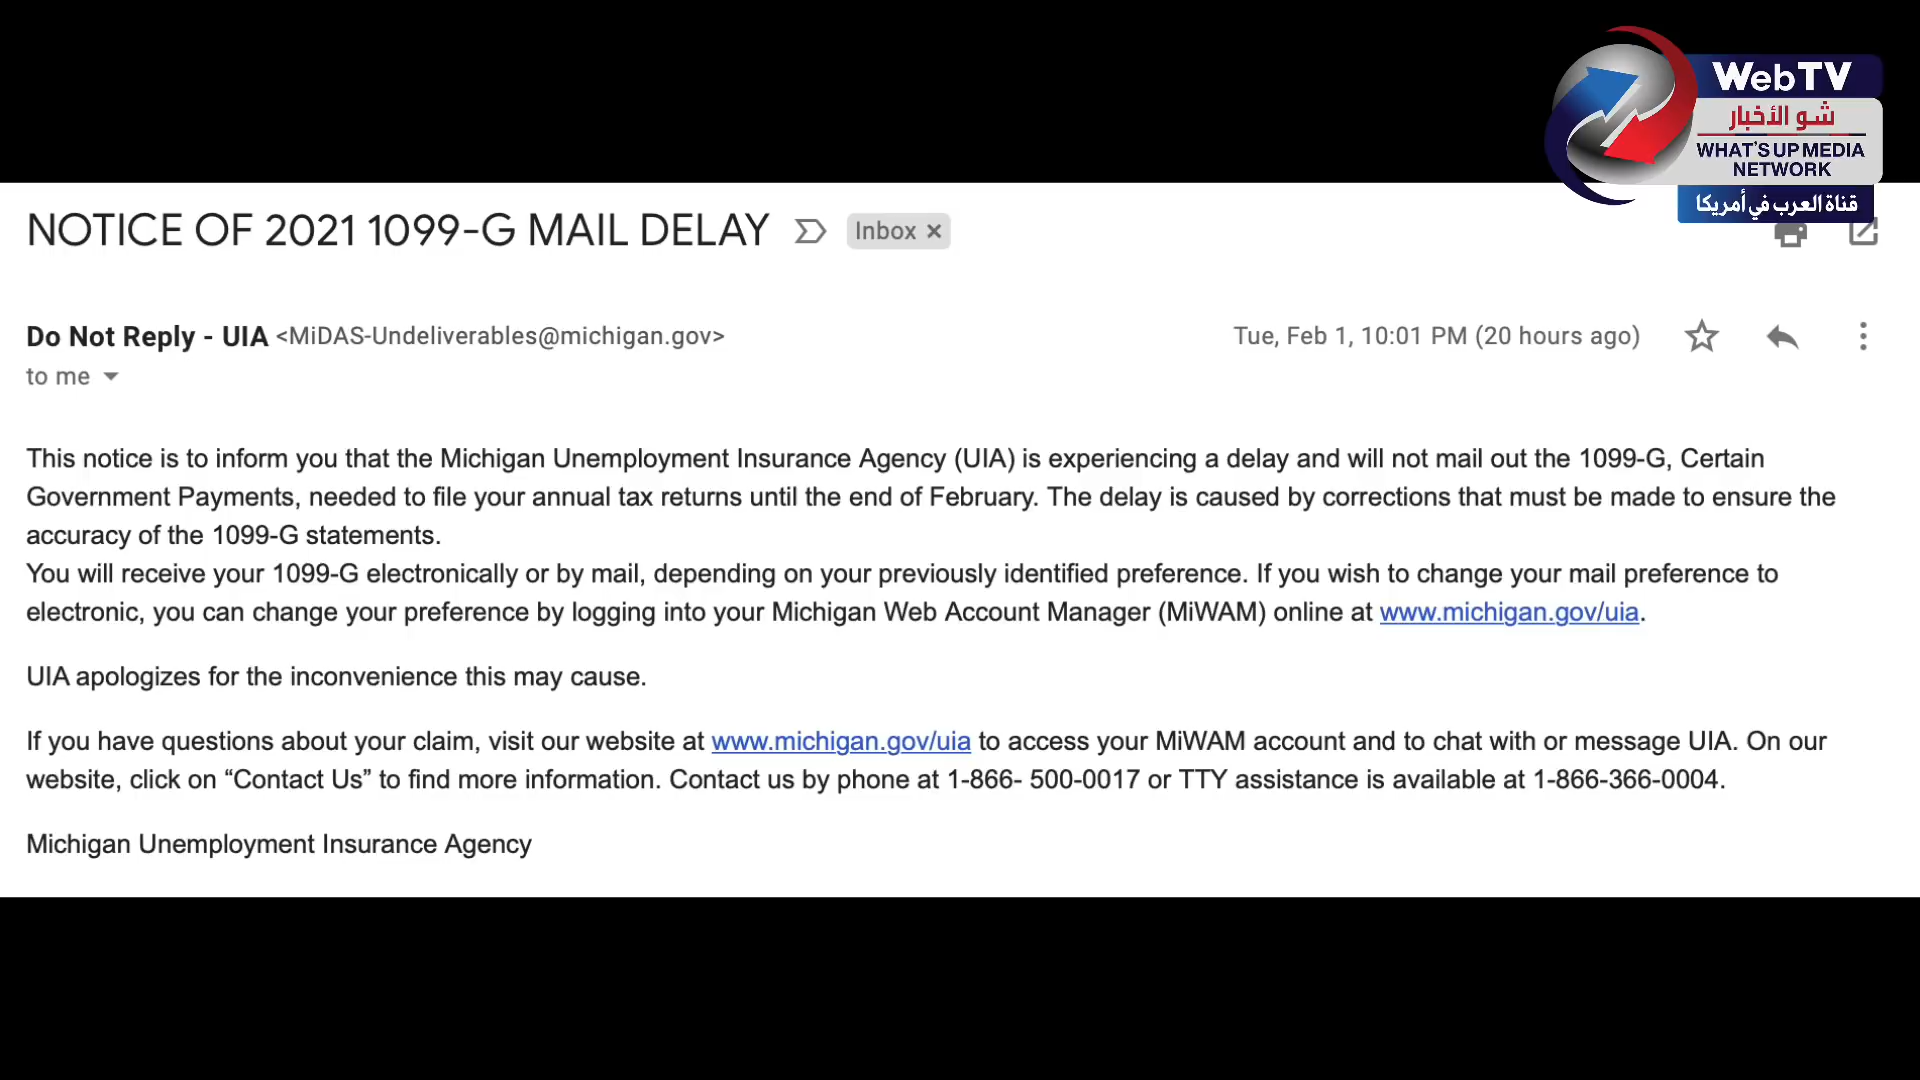 WebTV
شو الأخبار
WHAT'S UP MEDIA
NETWORK
قناة العرب في أمريكا
NOTICE OF 2021 1099-G MAIL DELAY Inbox ×
Do Not Reply - UIA <MiDAS-Undeliverables@michigan.gov> Tue, Feb 1, 10:01 PM (20 hours ago)
to me
This notice is to inform you that the Michigan Unemployment Insurance Agency (UIA) is experiencing a delay and will not mail out the 1099-G, Certain
Government Payments, needed to file your annual tax returns until the end of February. The delay is caused by corrections that must be made to ensure the
accuracy of the 1099-G statements.
You will receive your 1099-G electronically or by mail, depending on your previously identified preference. If you wish to change your mail preference to
electronic, you can change your preference by logging into your Michigan Web Account Manager (MiWAM) online at www.michigan.gov/uia.
UIA apologizes for the inconvenience this may cause.
If you have questions about your claim, visit our website at www.michigan.gov/uia to access your MiWAM account and to chat with or message UIA. On our
website, click on “Contact Us” to find more information. Contact us by phone at 1-866- 500-0017 or TTY assistance is available at 1-866-366-0004.
Michigan Unemployment Insurance Agency